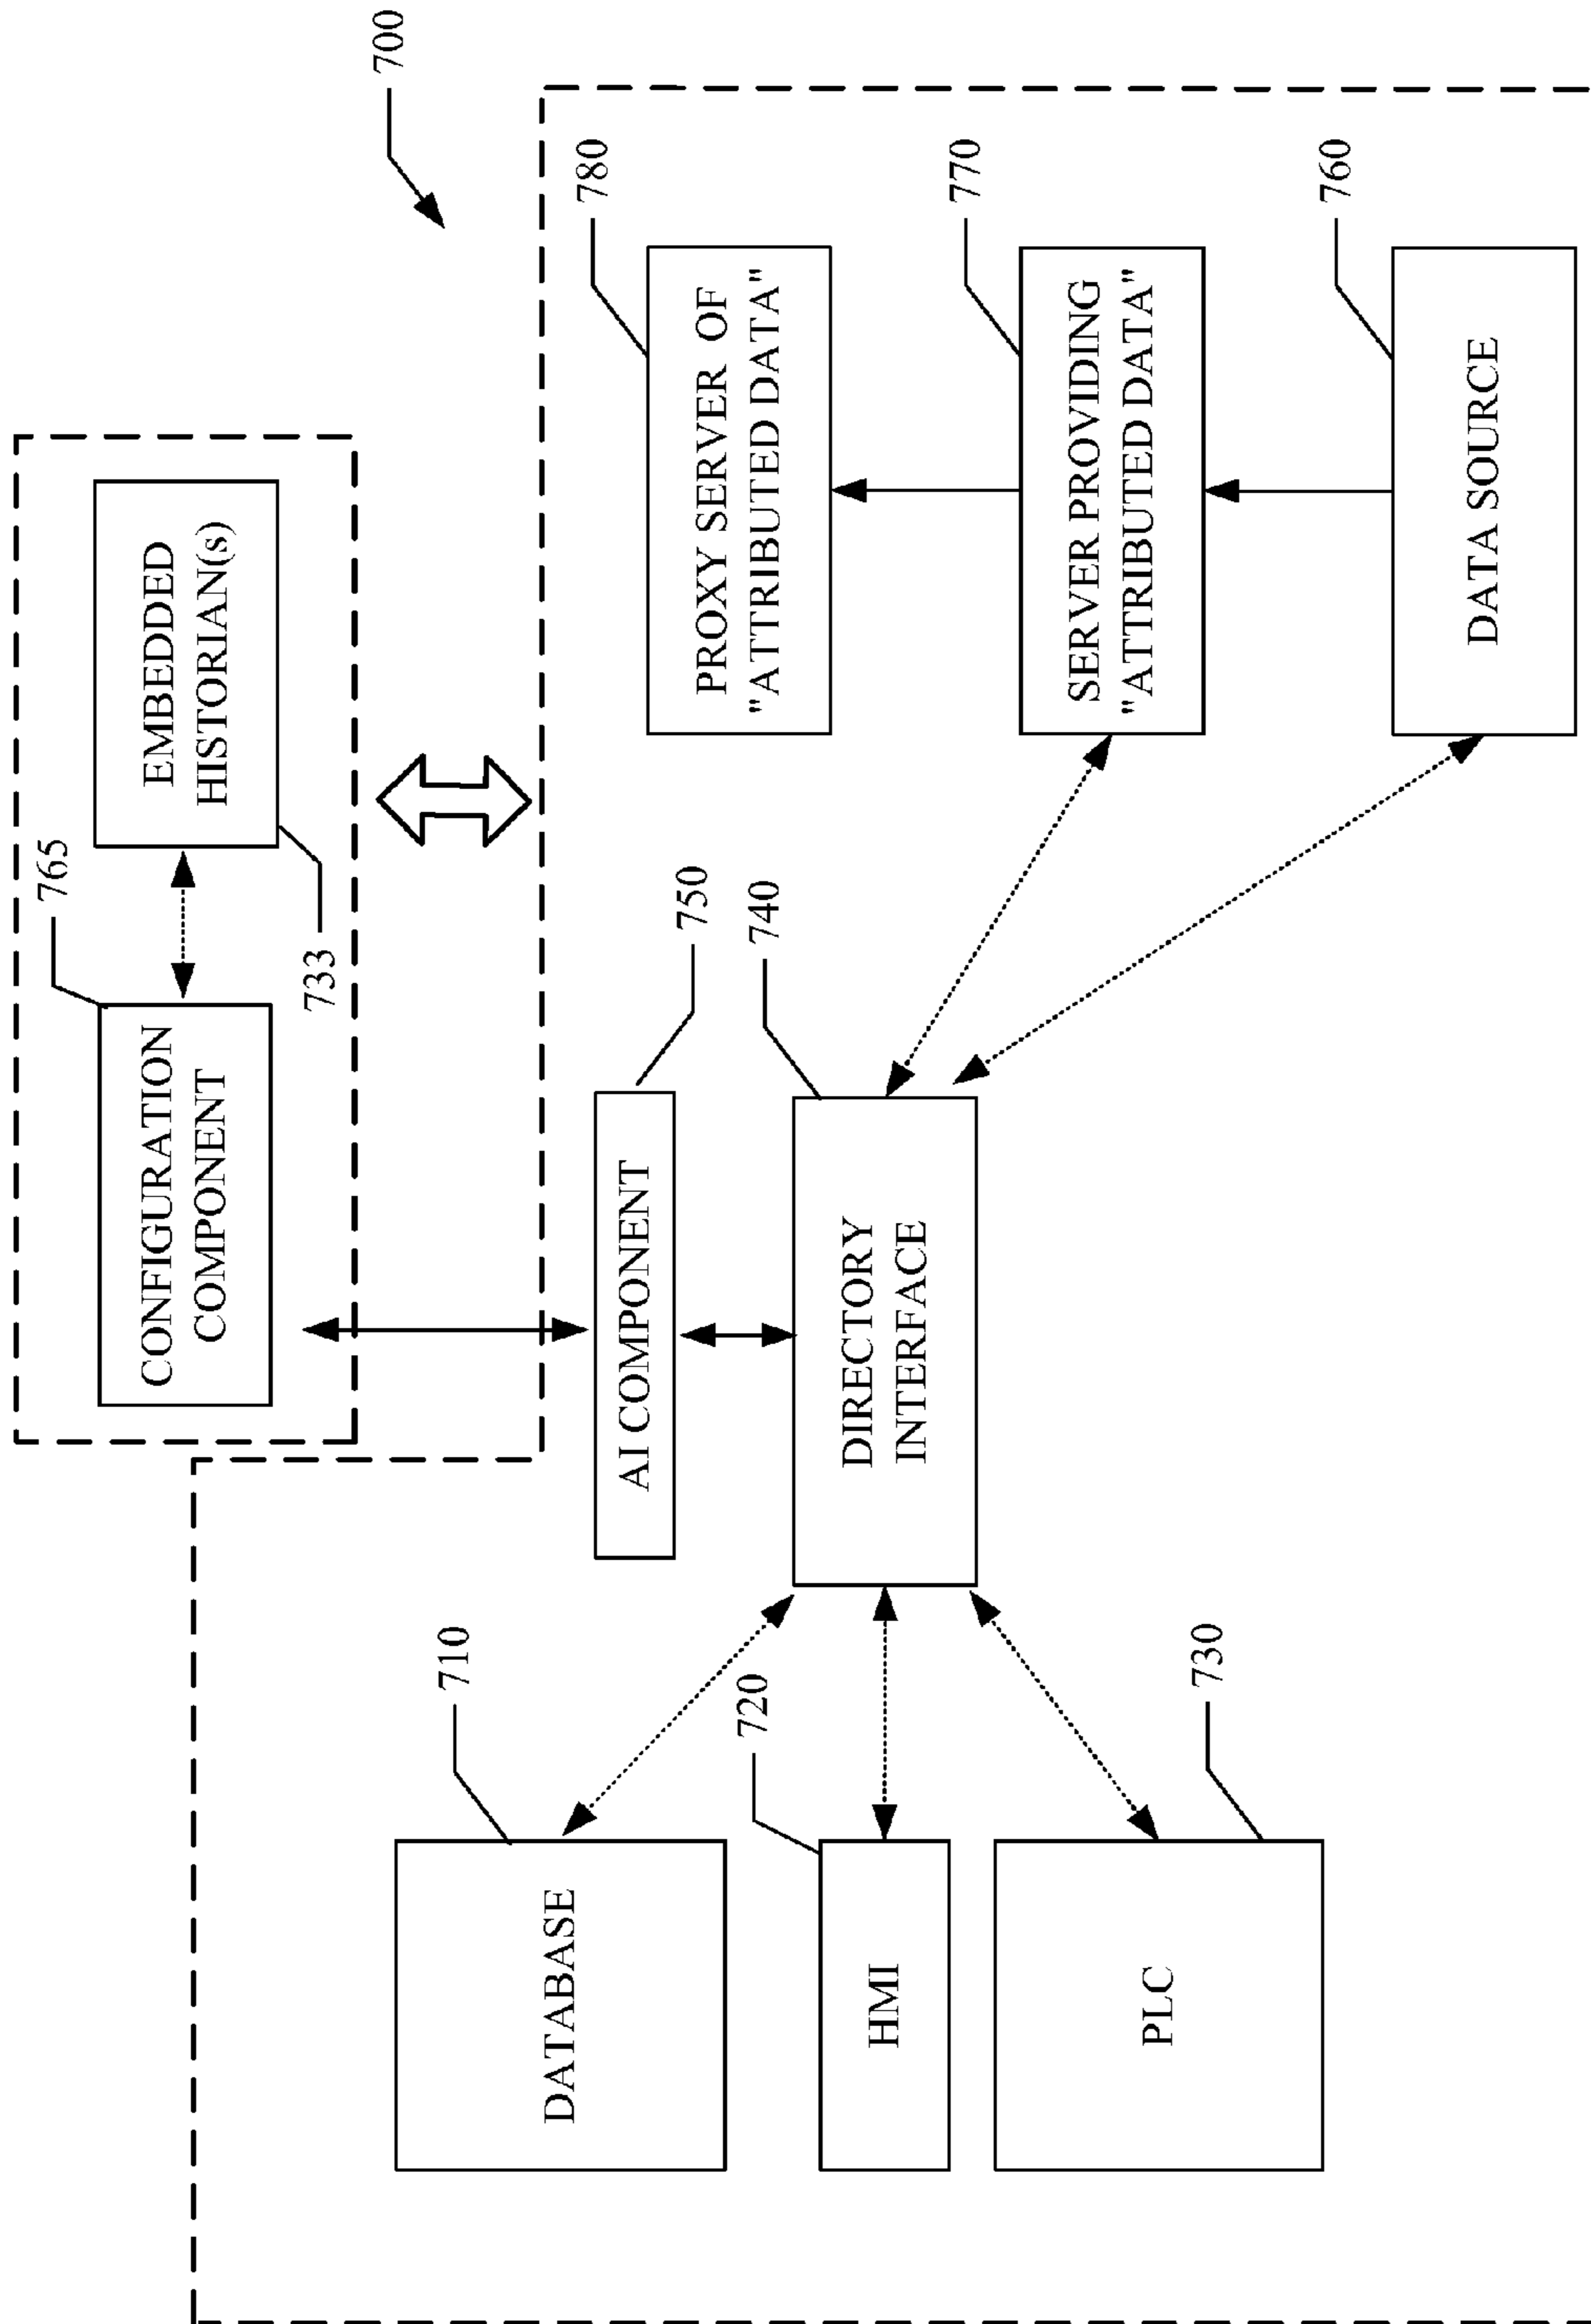 700
765
CONFIGURATION
COMPONENT
EMBEDDED
HISTORIAN(s)
733
750
AI COMPONENT
740
DIRECTORY
INTERFACE
710
DATABASE
720
HMI
730
PLC
780
PROXY SERVER OF
"ATTRIBUTED DATA"
770
SERVER PROVIDING
"ATTRIBUTED DATA"
760
DATA SOURCE